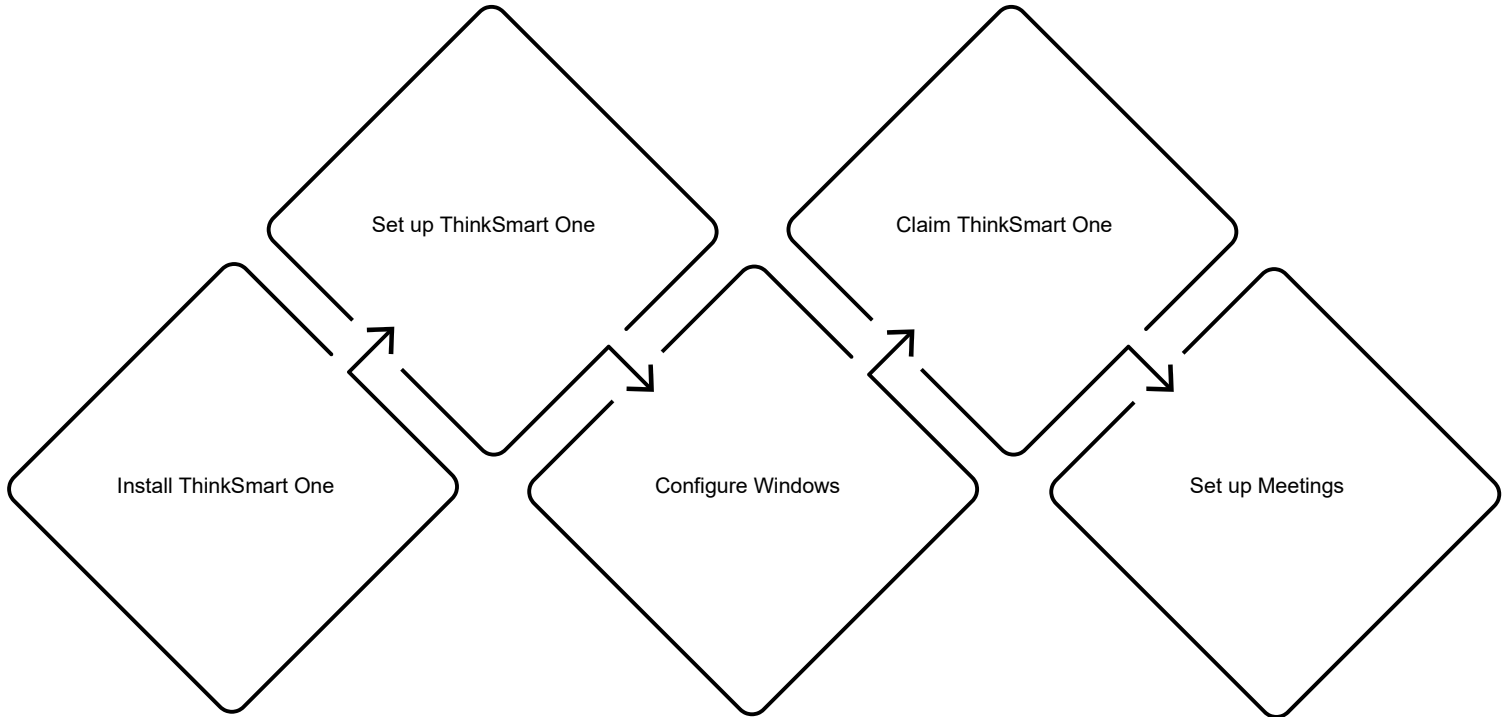 Install ThinkSmart One
Set up ThinkSmart One
Configure Windows
Claim ThinkSmart One
Set up Meetings